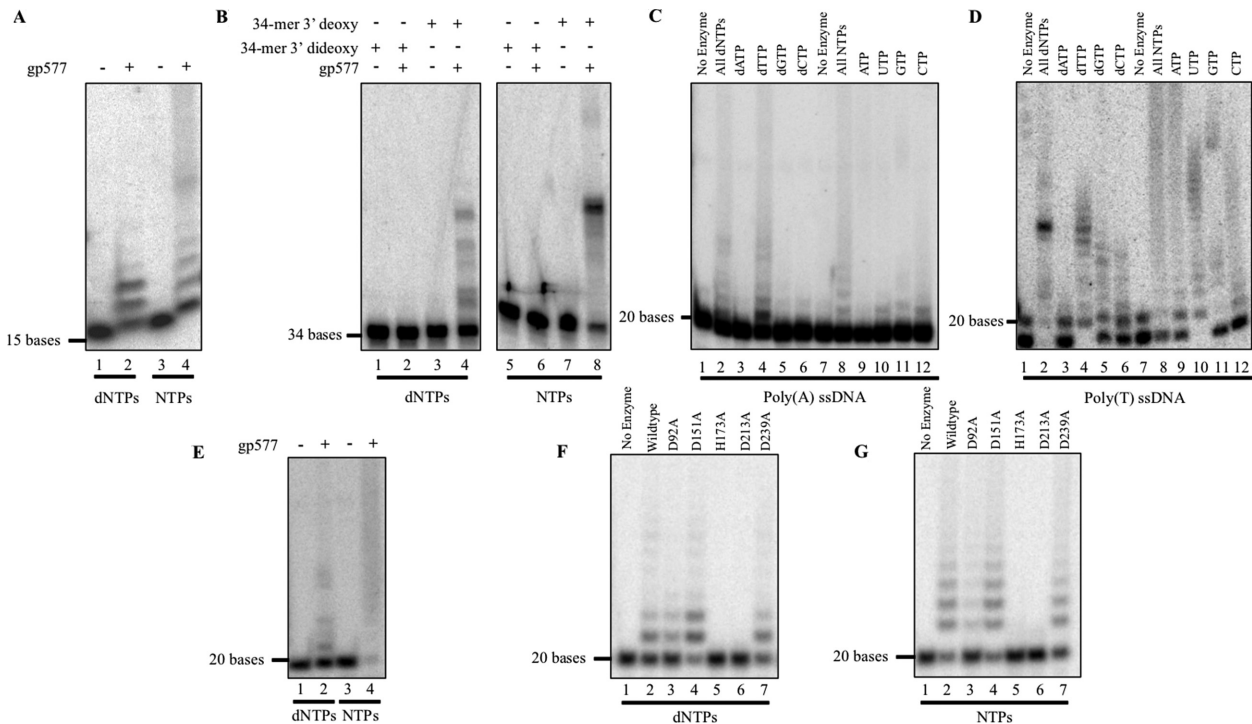 A
gp577 - + - +
15 bases
1 2 3 4
dNTPs NTPs
B
34-mer 3' deoxy - - + + - - + +
34-mer 3' dideoxy + + - - + + - -
gp577 - + - + - + - +
34 bases
1 2 3 4 5 6 7 8
dNTPs NTPs
C
No Enzyme All dNTPs dATP dTTP dGTP dCTP No Enzyme All NTPs ATP UTP GTP CTP
20 bases
1 2 3 4 5 6 7 8 9 10 11 12
Poly(A) ssDNA
D
No Enzyme All dNTPs dATP dTTP dGTP dCTP No Enzyme All NTPs ATP UTP GTP CTP
20 bases
1 2 3 4 5 6 7 8 9 10 11 12
Poly(T) ssDNA
E
gp577 - + - +
20 bases
1 2 3 4
dNTPs NTPs
F
No Enzyme Wildtype D92A D151A H173A D213A D239A
20 bases
1 2 3 4 5 6 7
dNTPs
G
No Enzyme Wildtype D92A D151A H173A D213A D239A
20 bases
1 2 3 4 5 6 7
NTPs